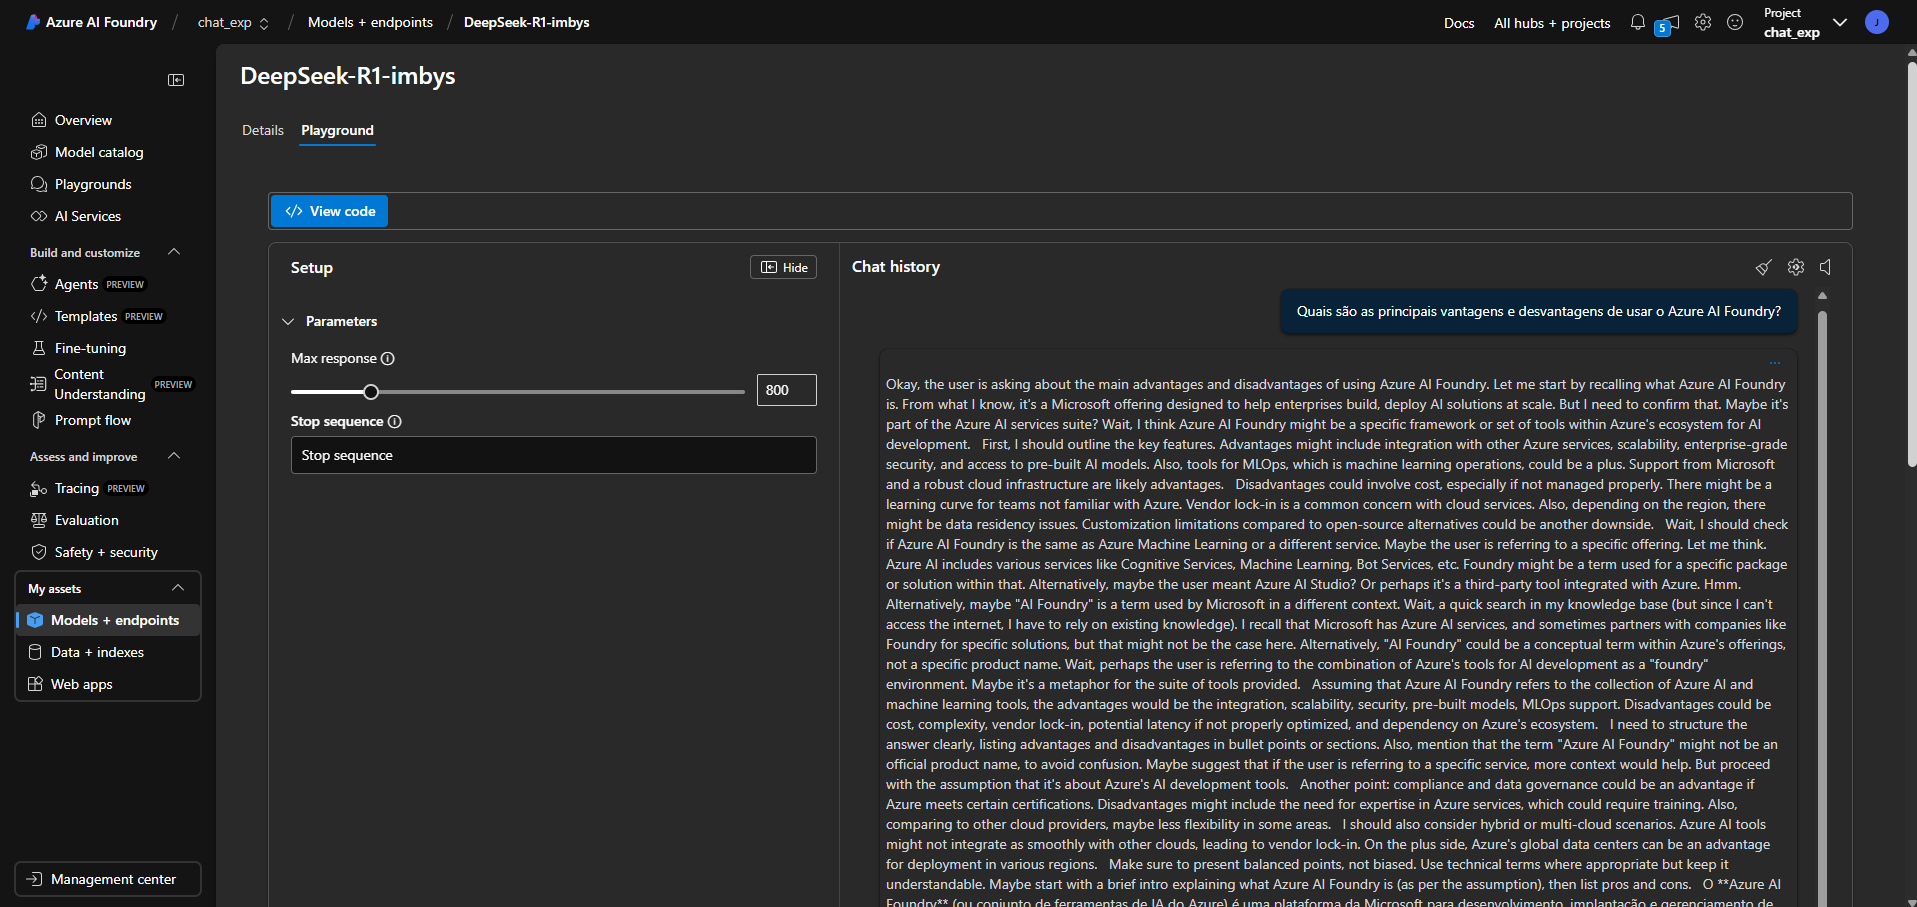 Azure AI Foundry / chat_exp / Models + endpoints / DeepSeek-R1-imbys
Docs
All hubs + projects
5
Project
chat_exp
J
Overview
Model catalog
Playgrounds
AI Services
Build and customize
Agents PREVIEW
Templates PREVIEW
Fine-tuning
Content
Understanding PREVIEW
Prompt flow
Assess and improve
Tracing PREVIEW
Evaluation
Safety + security
My assets
Models + endpoints
Data + indexes
Web apps
Management center
DeepSeek-R1-imbys
Details
Playground
View code
Setup
Hide
Parameters
Max response
800
Stop sequence
Stop sequence
Chat history
Quais são as principais vantagens e desvantagens de usar o Azure AI Foundry?
...
Okay, the user is asking about the main advantages and disadvantages of using Azure AI Foundry. Let me start by recalling what Azure AI Foundry
is. From what I know, it's a Microsoft offering designed to help enterprises build, deploy AI solutions at scale. But I need to confirm that. Maybe it's
part of the Azure AI services suite? Wait, I think Azure AI Foundry might be a specific framework or set of tools within Azure's ecosystem for AI
development. First, I should outline the key features. Advantages might include integration with other Azure services, scalability, enterprise-grade
security, and access to pre-built AI models. Also, tools for MLOps, which is machine learning operations, could be a plus. Support from Microsoft
and a robust cloud infrastructure are likely advantages. Disadvantages could involve cost, especially if not managed properly. There might be a
learning curve for teams not familiar with Azure. Vendor lock-in is a common concern with cloud services. Also, depending on the region, there
might be data residency issues. Customization limitations compared to open-source alternatives could be another downside. Wait, I should check
if Azure AI Foundry is the same as Azure Machine Learning or a different service. Maybe the user is referring to a specific offering. Let me think.
Azure AI includes various services like Cognitive Services, Machine Learning, Bot Services, etc. Foundry might be a term used for a specific package
or solution within that. Alternatively, maybe the user meant Azure AI Studio? Or perhaps it's a third-party tool integrated with Azure. Hmm.
Alternatively, maybe "AI Foundry" is a term used by Microsoft in a different context. Wait, a quick search in my knowledge base (but since I can't
access the internet, I have to rely on existing knowledge). I recall that Microsoft has Azure AI services, and sometimes partners with companies like
Foundry for specific solutions, but that might not be the case here. Alternatively, "AI Foundry" could be a conceptual term within Azure's offerings,
not a specific product name. Wait, perhaps the user is referring to the combination of Azure's tools for AI development as a "foundry"
environment. Maybe it's a metaphor for the suite of tools provided. Assuming that Azure AI Foundry refers to the collection of Azure AI and
machine learning tools, the advantages would be the integration, scalability, security, pre-built models, MLOps support. Disadvantages could be
cost, complexity, vendor lock-in, potential latency if not properly optimized, and dependency on Azure's ecosystem. I need to structure the
answer clearly, listing advantages and disadvantages in bullet points or sections. Also, mention that the term "Azure AI Foundry" might not be an
official product name, to avoid confusion. Maybe suggest that if the user is referring to a specific service, more context would help. But proceed
with the assumption that it's about Azure's AI development tools. Another point: compliance and data governance could be an advantage if
Azure meets certain certifications. Disadvantages might include the need for expertise in Azure services, which could require training. Also,
comparing to other cloud providers, maybe less flexibility in some areas. I should also consider hybrid or multi-cloud scenarios. Azure AI tools
might not integrate as smoothly with other clouds, leading to vendor lock-in. On the plus side, Azure's global data centers can be an advantage
for deployment in various regions. Make sure to present balanced points, not biased. Use technical terms where appropriate but keep it
understandable. Maybe start with a brief intro explaining what Azure AI Foundry is (as per the assumption), then list pros and cons. O **Azure AI
Foundry** (ou conjunto de ferramentas de IA do Azure) é uma plataforma da Microsoft para desenvolvimento, implantação e gerenciamento de